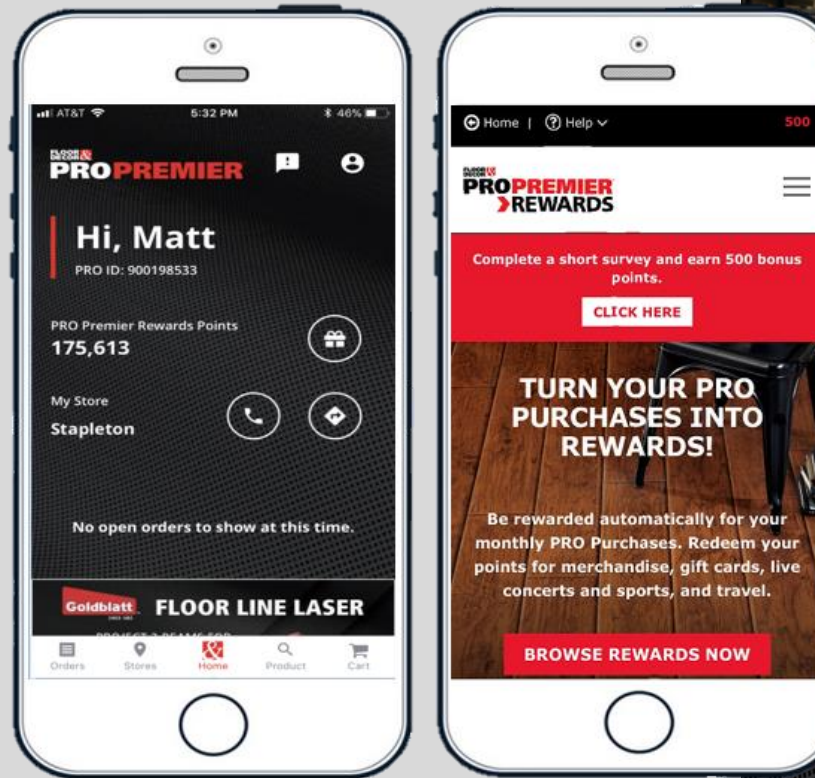 AT&T 5:32 PM 46%
FLOOR &
DECOR
PROPREMIER
Hi, Matt
PRO ID: 900198533
PRO Premier Rewards Points
175,613
My Store
Stapleton
No open orders to show at this time.
Goldblatt FLOOR LINE LASER
PROJECT 2 BEAMS FOR
Orders Stores Home Product Cart
Home | Help 500
FLOOR &
DECOR
PROPREMIER
REWARDS
Complete a short survey and earn 500 bonus
points.
CLICK HERE
TURN YOUR PRO
PURCHASES INTO
REWARDS!
Be rewarded automatically for your
monthly PRO Purchases. Redeem your
points for merchandise, gift cards, live
concerts and sports, and travel.
BROWSE REWARDS NOW